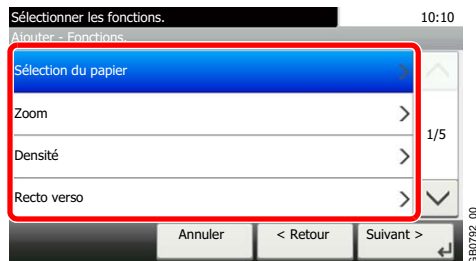 Sélectionner les fonctions.
10:10
Ajouter - Fonctions.
Sélection du papier
Zoom
1/5
Densité
Recto verso
Annuler
< Retour
Suivant >
GB0792_00